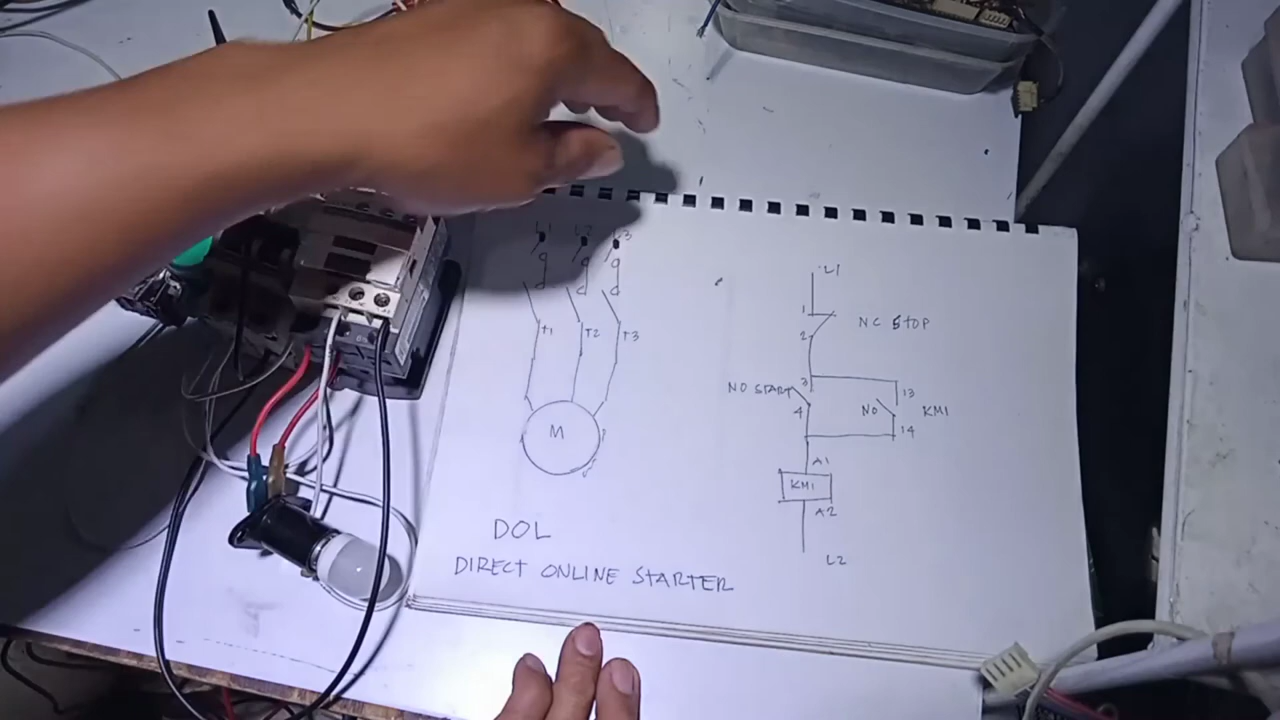 L1 L2 L3
T1 T2 T3
M
DOL
DIRECT ONLINE STARTER
L1
1
2
NC STOP
3
NO START
4
13
NO
KM1
14
A1
KM1
A2
L2